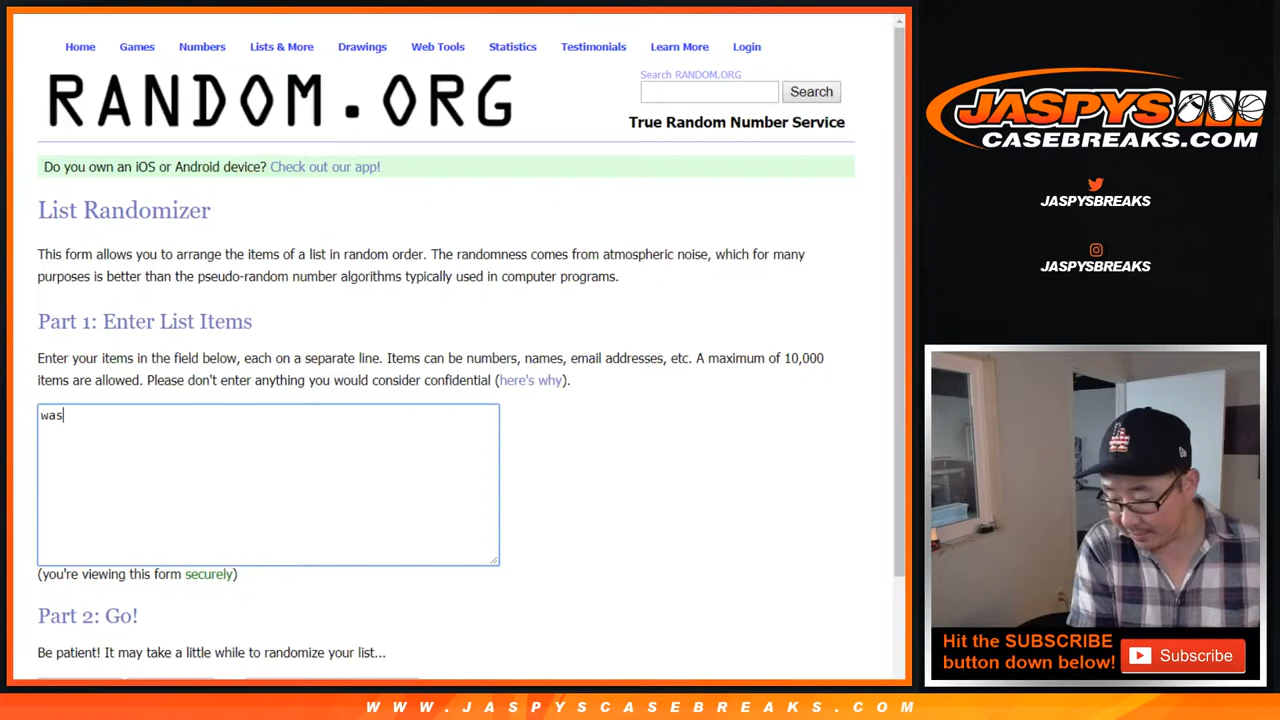 Home Games Numbers Lists & More Drawings Web Tools Statistics Testimonials Learn More Login
RANDOM.ORG
Search RANDOM.ORG
Search
True Random Number Service
Do you own an iOS or Android device? Check out our app!
List Randomizer
This form allows you to arrange the items of a list in random order. The randomness comes from atmospheric noise, which for many
purposes is better than the pseudo-random number algorithms typically used in computer programs.
Part 1: Enter List Items
Enter your items in the field below, each on a separate line. Items can be numbers, names, email addresses, etc. A maximum of 10,000
items are allowed. Please don't enter anything you would consider confidential (here's why).
was
(you're viewing this form securely)
Part 2: Go!
Be patient! It may take a little while to randomize your list...
JASPYS
CASEBREAKS.COM
JASPYSBREAKS
JASPYSBREAKS
LA
Hit the SUBSCRIBE
button down below!
Subscribe
WWW.JASPYSCASEBREAKS.COM